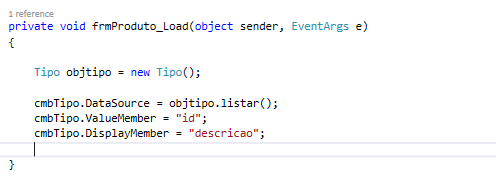 1 reference
private void frmProduto_Load(object sender, EventArgs e)
{
Tipo objtipo = new Tipo();
cmbTipo.DataSource = objtipo.listar();
cmbTipo.ValueMember = "id";
cmbTipo.DisplayMember = "descricao";
}